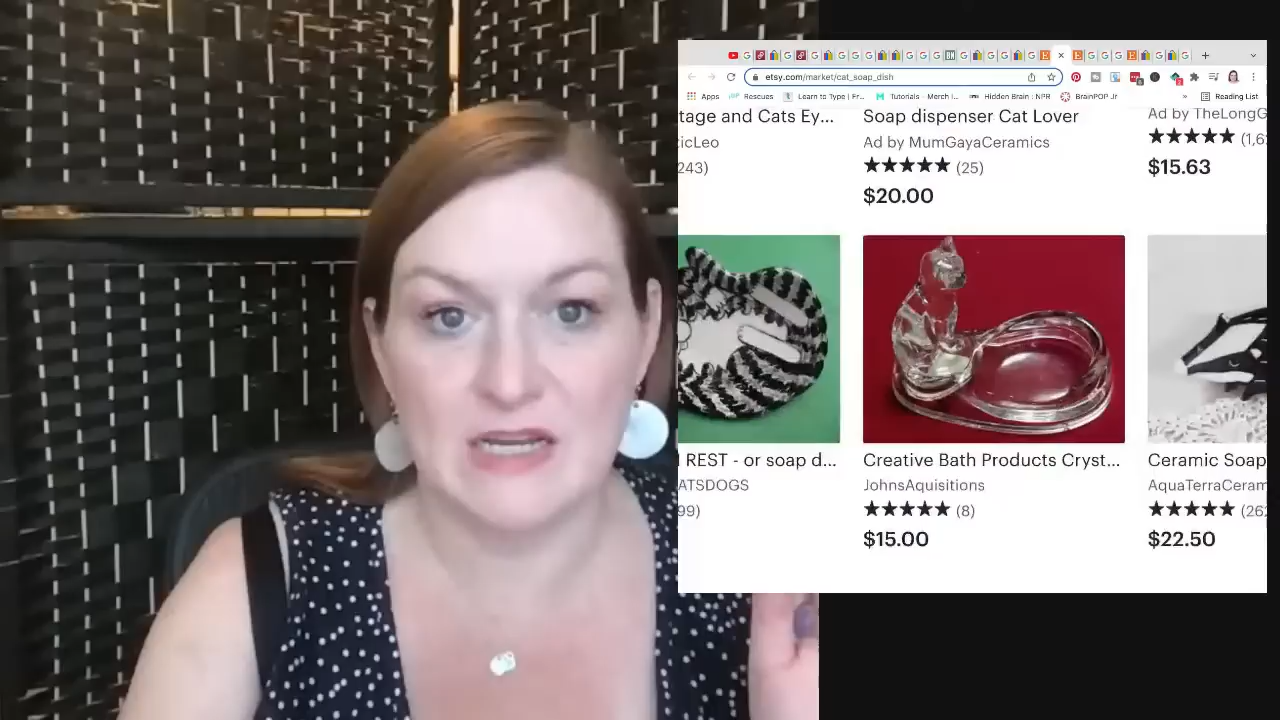 etsy.com/market/cat_soap_dish
Apps Rescues Learn to Type | Fr... Tutorials - Merch I... Hidden Brain : NPR BrainPOP Jr » Reading List
tage and Cats Ey... Soap dispenser Cat Lover Ad by TheLongG
icLeo Ad by MumGayaCeramics (1,6
243) (25) $15.63
$20.00
REST - or soap d... Creative Bath Products Cryst... Ceramic Soap
ATSDOGS JohnsAquisitions AquaTerraCeram
99) (8) (262
$15.00 $22.50